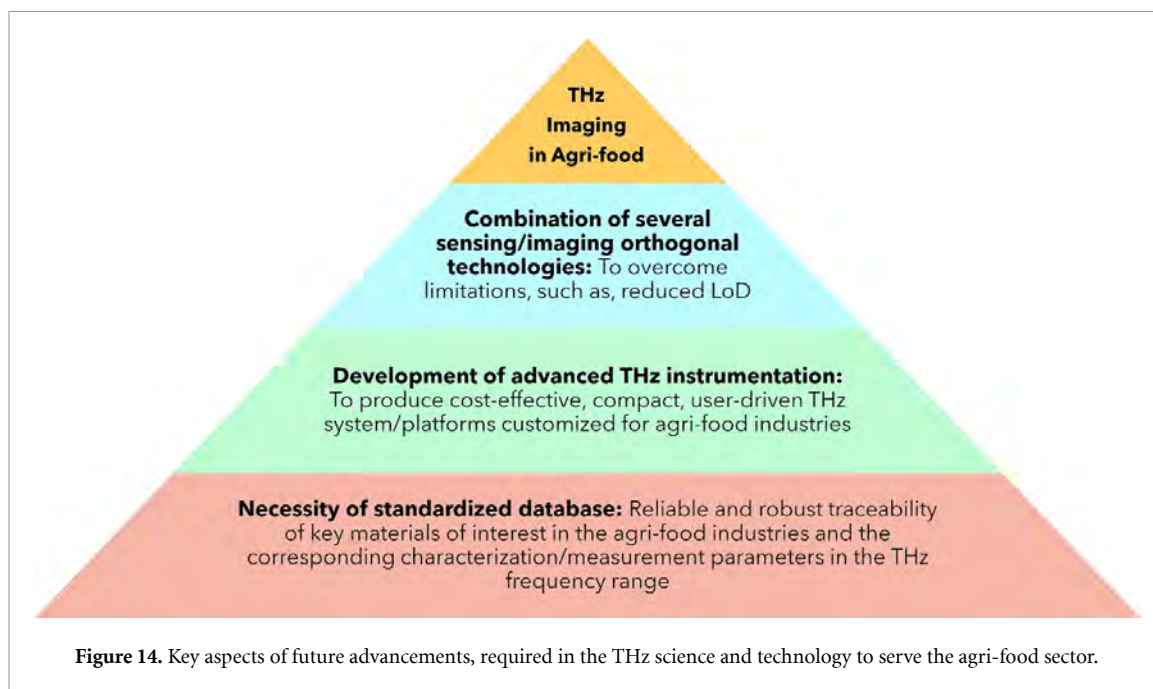 THz
Imaging
in Agri-food
Combination of several
sensing/imaging orthogonal
technologies: To overcome
limitations, such as, reduced LoD
Development of advanced THz instrumentation:
To produce cost-effective, compact, user-driven THz
system/platforms customized for agri-food industries
Necessity of standardized database: Reliable and robust traceability
of key materials of interest in the agri-food industries and the
corresponding characterization/measurement parameters in the THz
frequency range
Figure 14. Key aspects of future advancements, required in the THz science and technology to serve the agri-food sector.